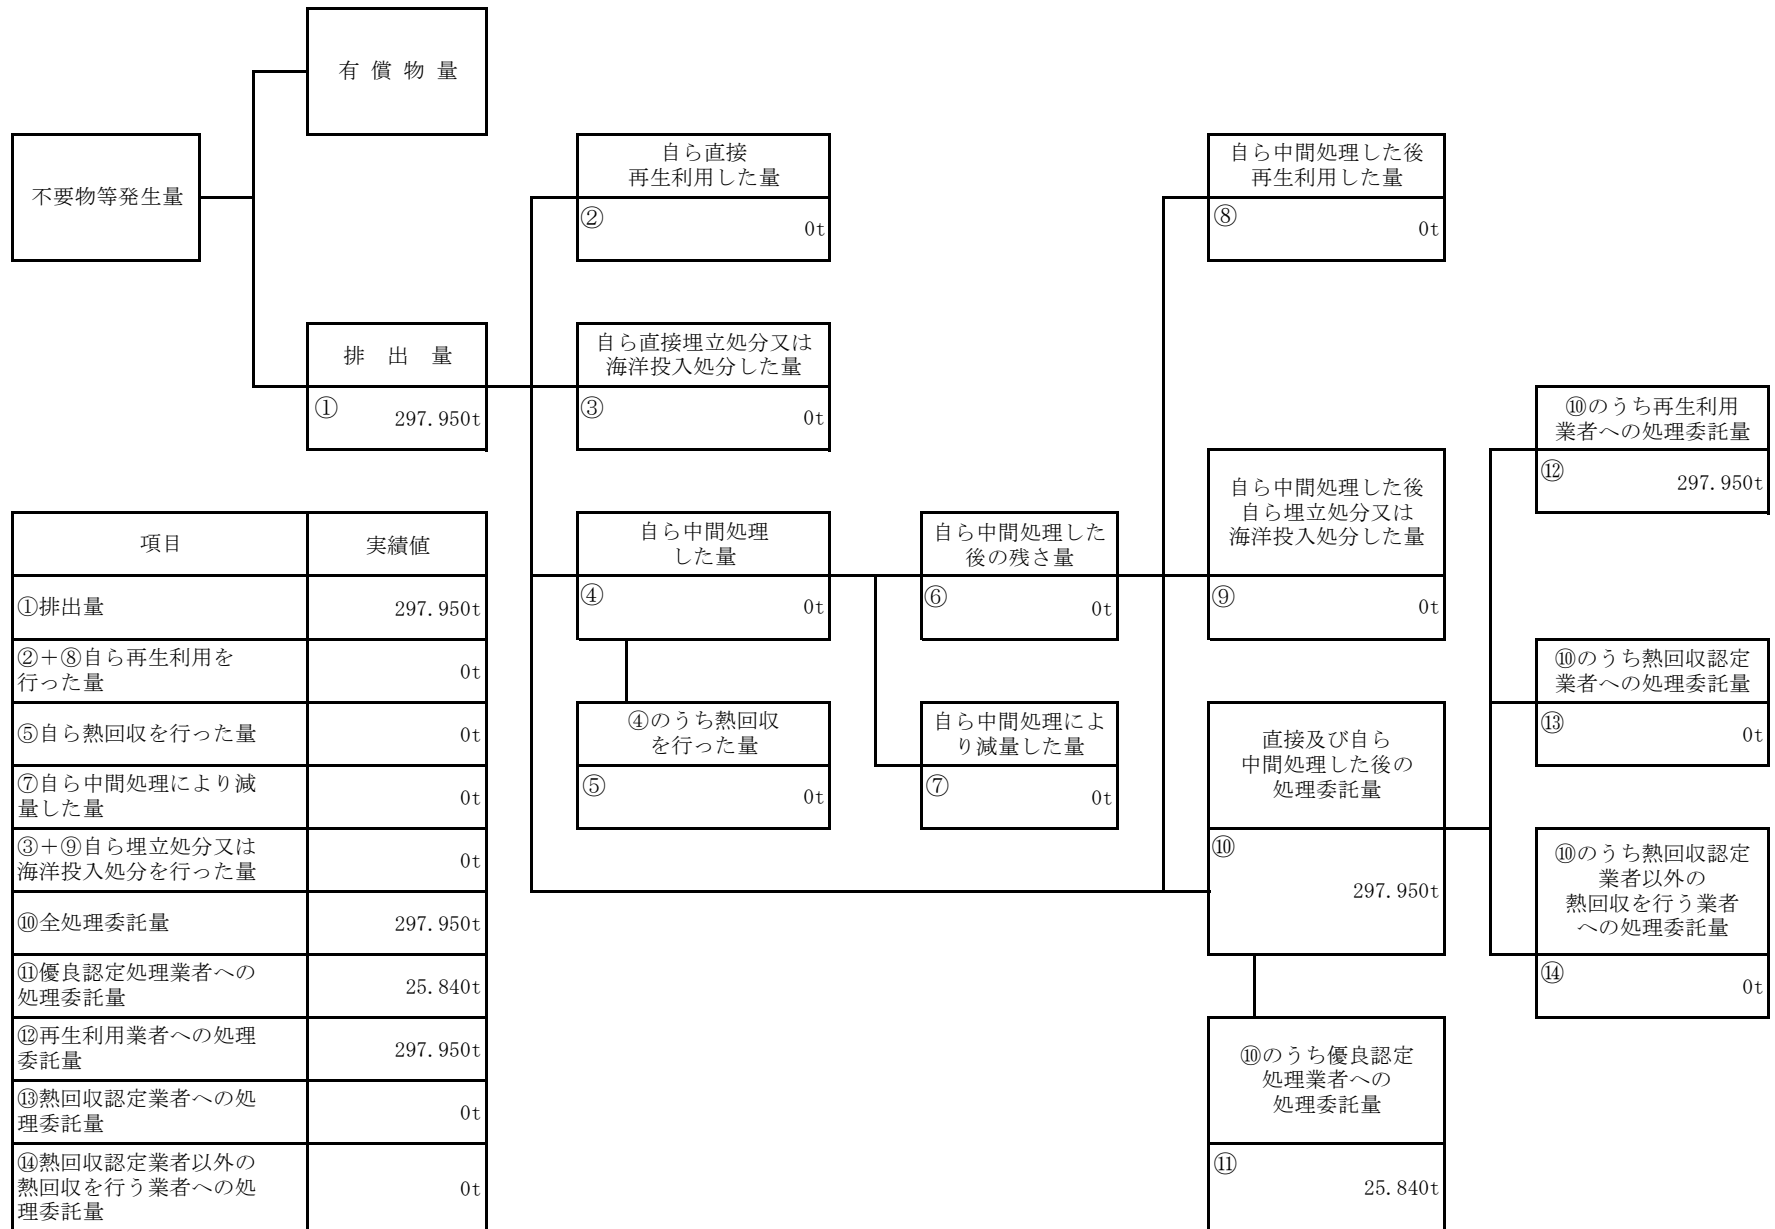 有 償 物 量
不要物等発生量
自ら直接
再生利用した量
②
0t
自ら中間処理した後
再生利用した量
⑧
0t
排 出 量
①
297.950t
自ら直接埋立処分又は
海洋投入処分した量
③
0t
⑩のうち再生利用
業者への処理委託量
⑫
297.950t
自ら中間処理した後
自ら埋立処分又は
海洋投入処分した量
⑨
0t
自ら中間処理
した量
④
0t
自ら中間処理した
後の残さ量
⑥
0t
⑩のうち熱回収認定
業者への処理委託量
⑬
0t
④のうち熱回収
を行った量
⑤
0t
自ら中間処理によ
り減量した量
⑦
0t
直接及び自ら
中間処理した後の
処理委託量
⑩
297.950t
⑩のうち熱回収認定
業者以外の
熱回収を行う業者
への処理委託量
⑭
0t
⑩のうち優良認定
処理業者への
処理委託量
⑪
25.840t
項目 実績値
①排出量 297.950t
②+⑧自ら再生利用を
行った量 0t
⑤自ら熱回収を行った量 0t
⑦自ら中間処理により減
量した量 0t
③+⑨自ら埋立処分又は
海洋投入処分を行った量 0t
⑩全処理委託量 297.950t
⑪優良認定処理業者への
処理委託量 25.840t
⑫再生利用業者への処理
委託量 297.950t
⑬熱回収認定業者への処
理委託量 0t
⑭熱回収認定業者以外の
熱回収を行う業者への処
理委託量 0t